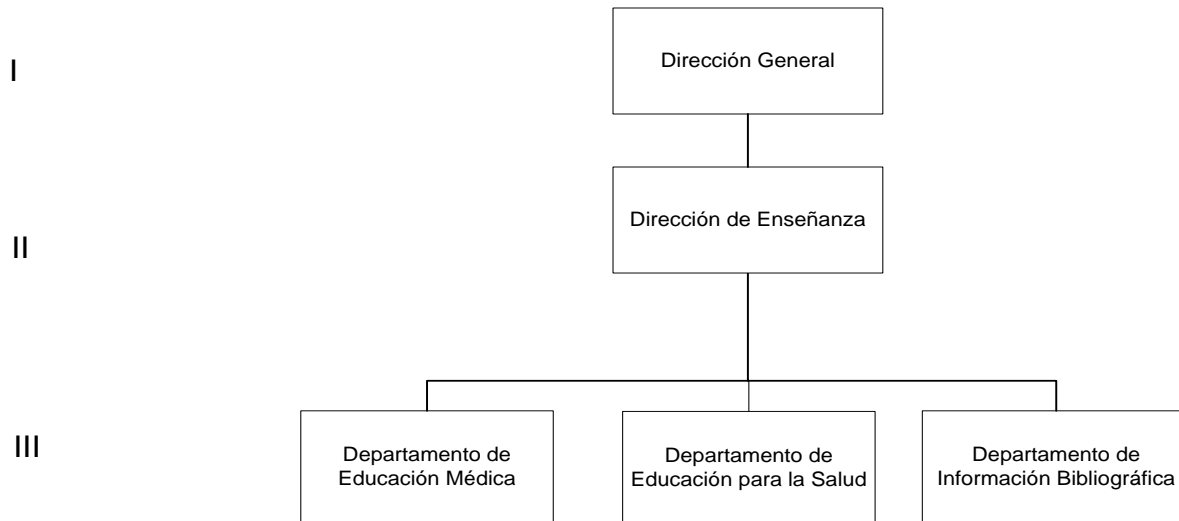 I
Dirección General
II
Dirección de Enseñanza
III
Departamento de
Educación Médica
Departamento de
Educación para la Salud
Departamento de
Información Bibliográfica